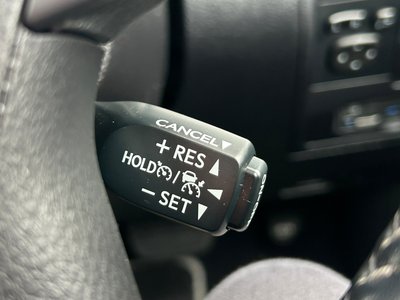 CANCEL▼
+ RES▲
HOLD / ◀
− SET▼